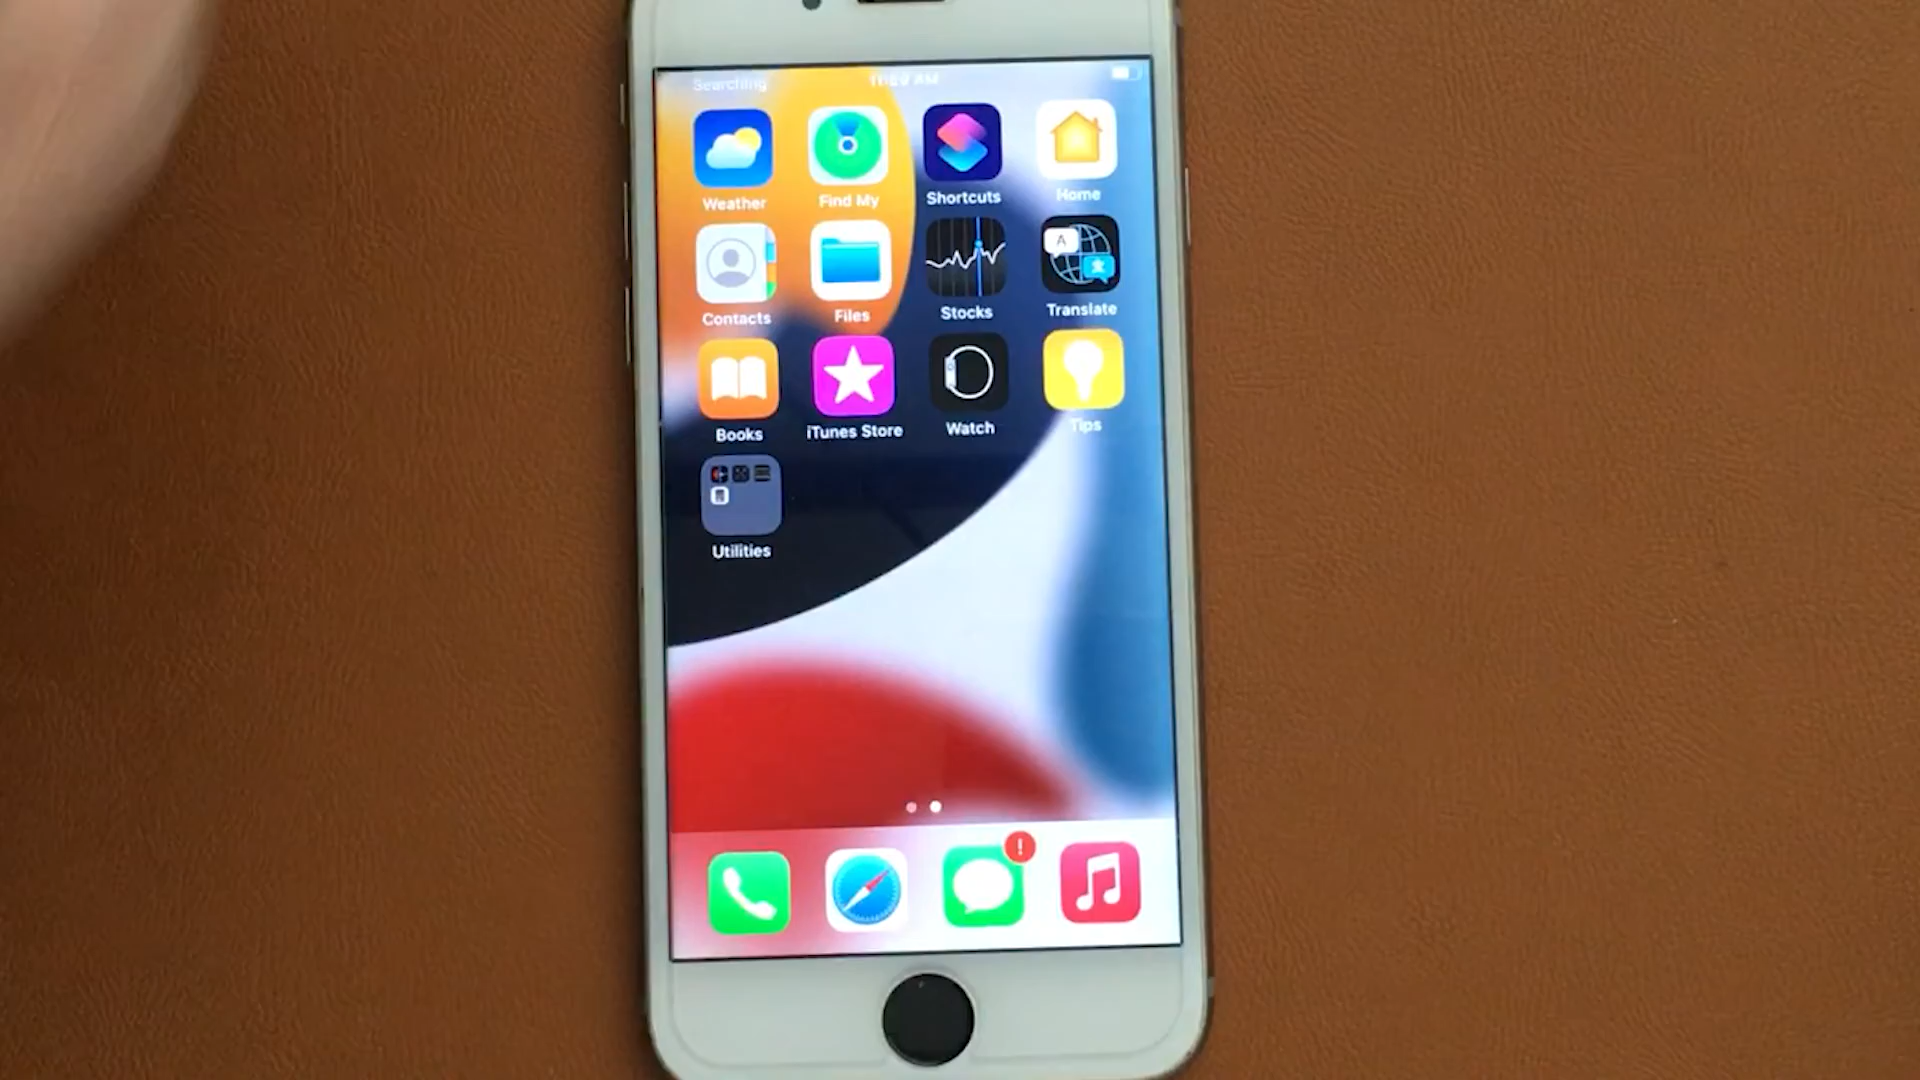 Searching
Weather Find My Shortcuts Home
A
Contacts Files Stocks Translate
Books iTunes Store Watch Tips
Utilities
!